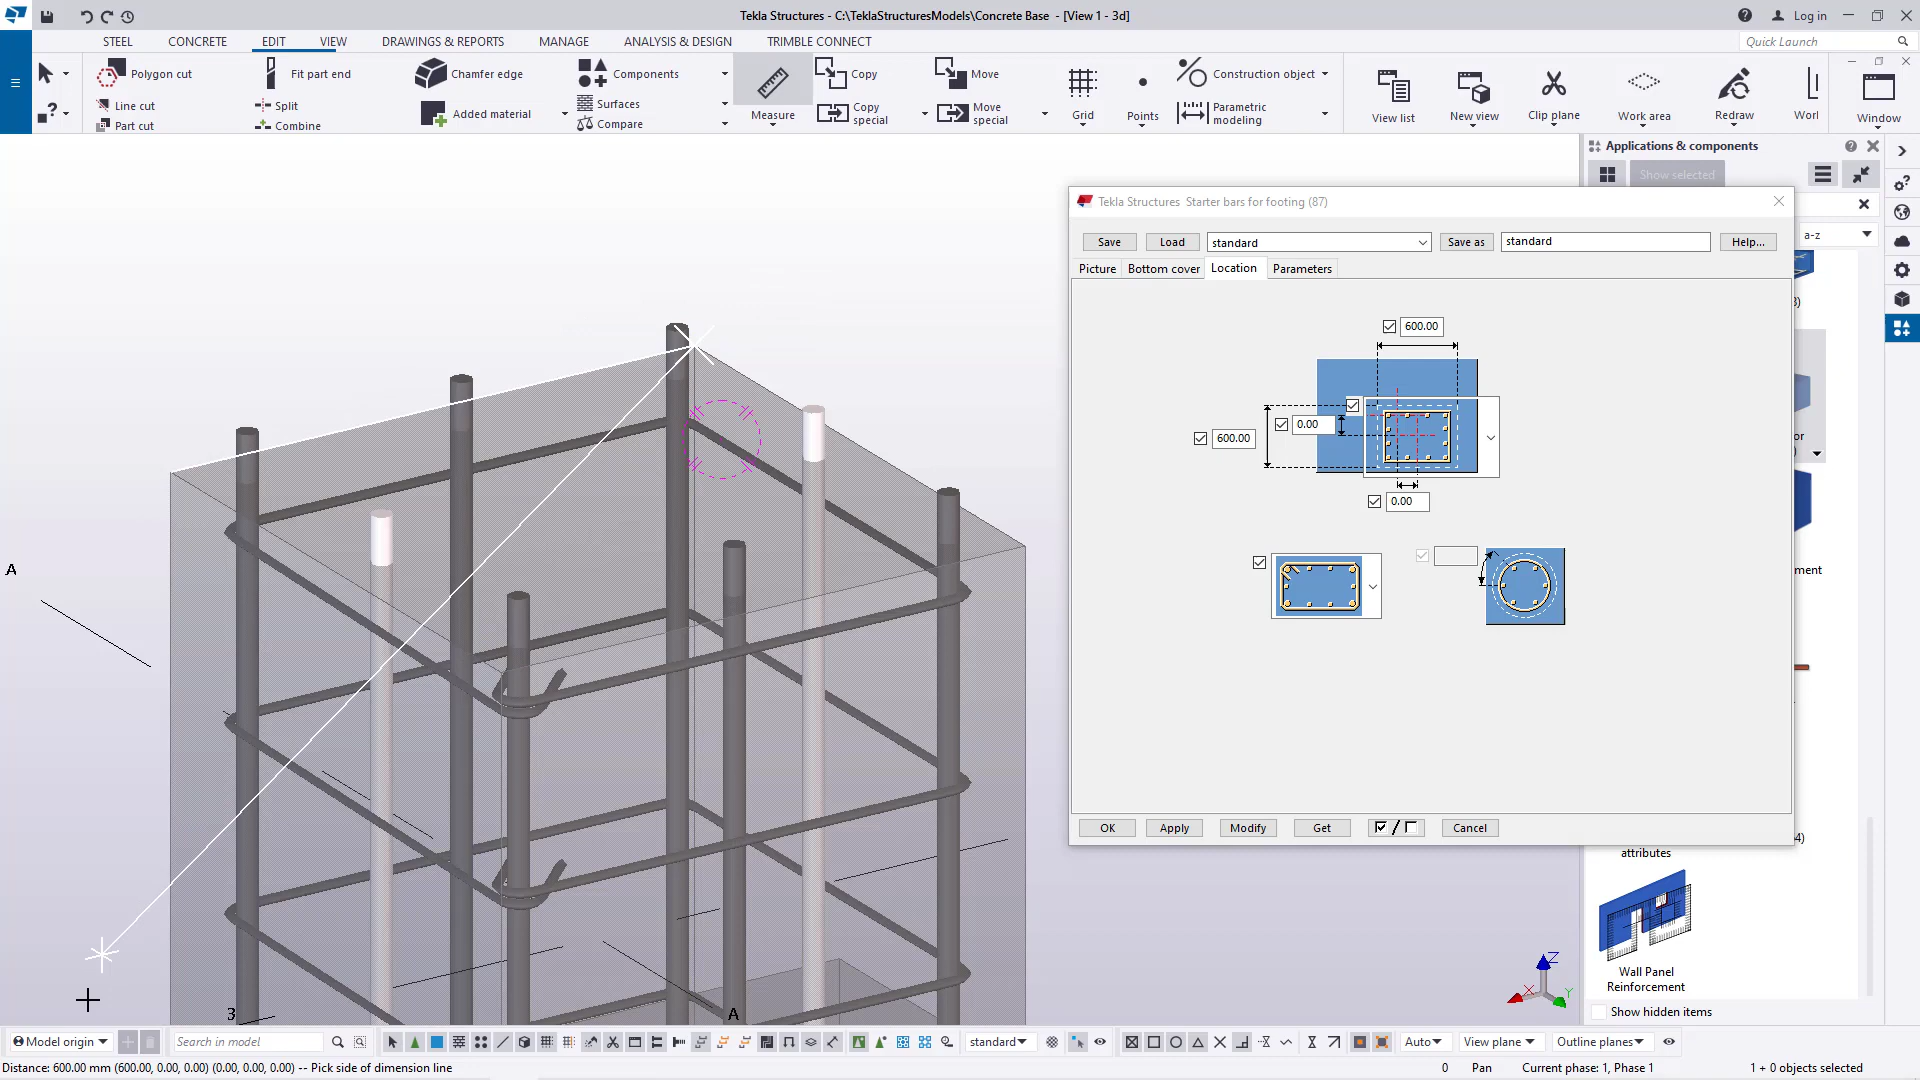 Tekla Structures - C:\TeklaStructuresModels\Concrete Base - [View 1 - 3d]
Log in
STEEL CONCRETE EDIT VIEW DRAWINGS & REPORTS MANAGE ANALYSIS & DESIGN TRIMBLE CONNECT
Quick Launch
Polygon cut
Line cut
Part cut
Fit part end
Split
Combine
Chamfer edge
Added material
Components
Surfaces
Compare
Measure
Copy
Copy special
Move
Move special
Grid
Points
Construction object
Parametric modeling
View list
New view
Clip plane
Work area
Redraw
Worl
Window
Applications & components
Show selected
a-z
Tekla Structures Starter bars for footing (87)
Save
Load
standard
Save as
standard
Help...
Picture
Bottom cover
Location
Parameters
600.00
0.00
600.00
0.00
OK
Apply
Modify
Get
/
Cancel
3)
or
)
ment
4)
attributes
Wall Panel
Reinforcement
Show hidden items
A
3
A
Z
X
Y
Model origin
Search in model
standard
Auto
View plane
Outline planes
Distance: 600.00 mm (600.00, 0.00, 0.00) (0.00, 0.00, 0.00) -- Pick side of dimension line
0
Pan
Current phase: 1, Phase 1
1 + 0 objects selected